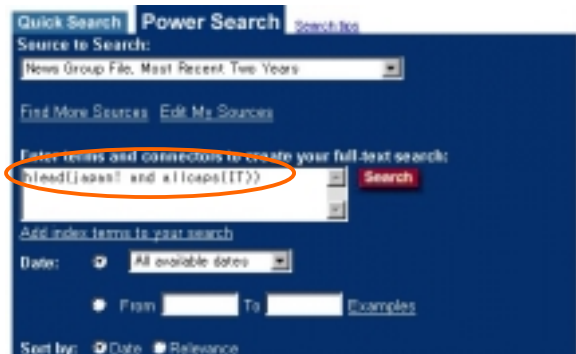 Quick Search Power Search Search tips
Source to Search:
News Group File, Most Recent Two Years
Find More Sources Edit My Sources
Enter terms and connectors to create your full-text search:
hlead(japan! and allcaps(IT))
Search
Add index terms to your search
Date: All available dates
From To Examples
Sort by: Date Relevance